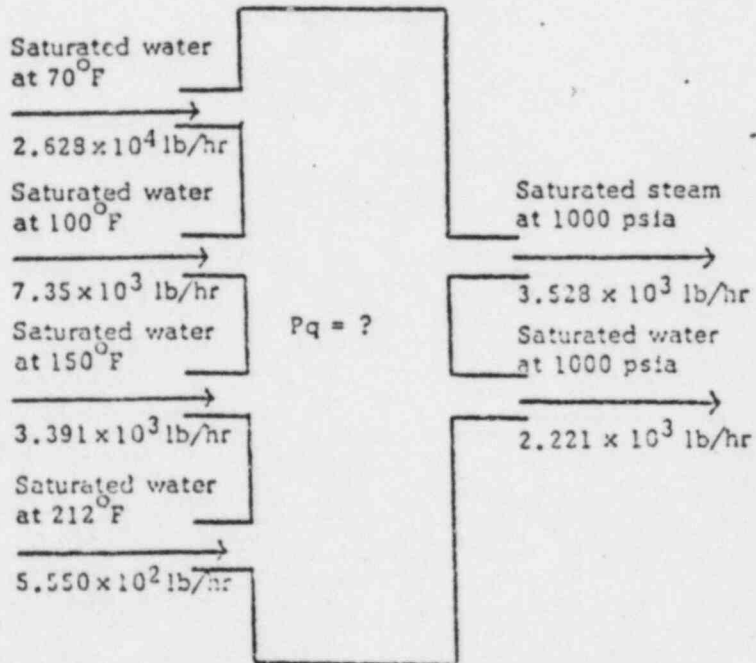 Saturated water
at 70°F
2.628 × 10⁴ lb/hr
Saturated water
at 100°F
7.35 × 10³ lb/hr
Saturated water
at 150°F
3.391 × 10³ lb/hr
Saturated water
at 212°F
5.550 × 10² lb/hr
Pq = ?
Saturated steam
at 1000 psia
3.528 × 10³ lb/hr
Saturated water
at 1000 psia
2.221 × 10³ lb/hr